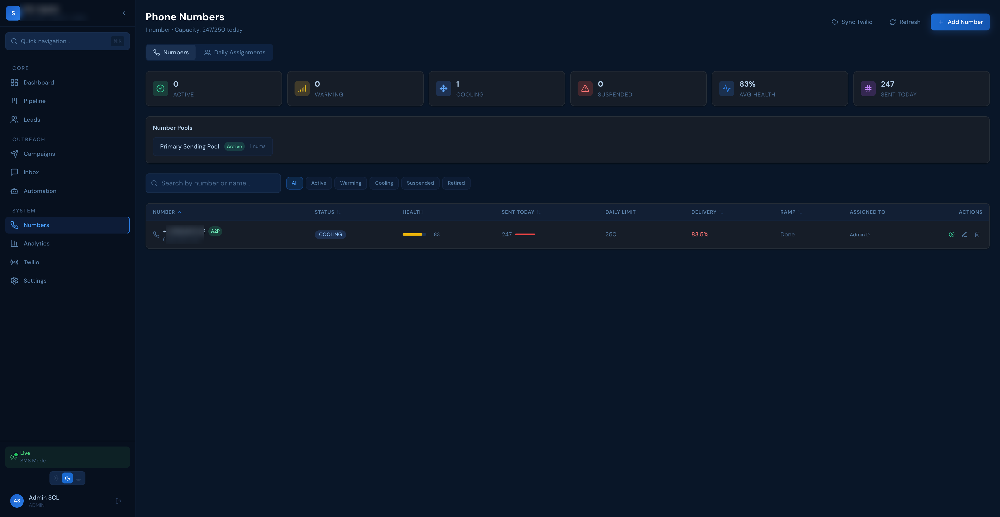 S
Quick navigation...
⌘K
CORE
Dashboard
Pipeline
Leads
OUTREACH
Campaigns
Inbox
Automation
SYSTEM
Numbers
Analytics
Twilio
Settings
Live
SMS Mode
AS
Admin SCL
ADMIN
Phone Numbers
1 number · Capacity: 247/250 today
Sync Twilio
Refresh
+ Add Number
Numbers
Daily Assignments
0
ACTIVE
0
WARMING
1
COOLING
0
SUSPENDED
83%
AVG HEALTH
247
SENT TODAY
Number Pools
Primary Sending Pool Active 1 nums
Search by number or name...
All Active Warming Cooling Suspended Retired
NUMBER STATUS HEALTH SENT TODAY DAILY LIMIT DELIVERY RAMP ASSIGNED TO ACTIONS
A2P COOLING 83 247 250 83.5% Done Admin D.